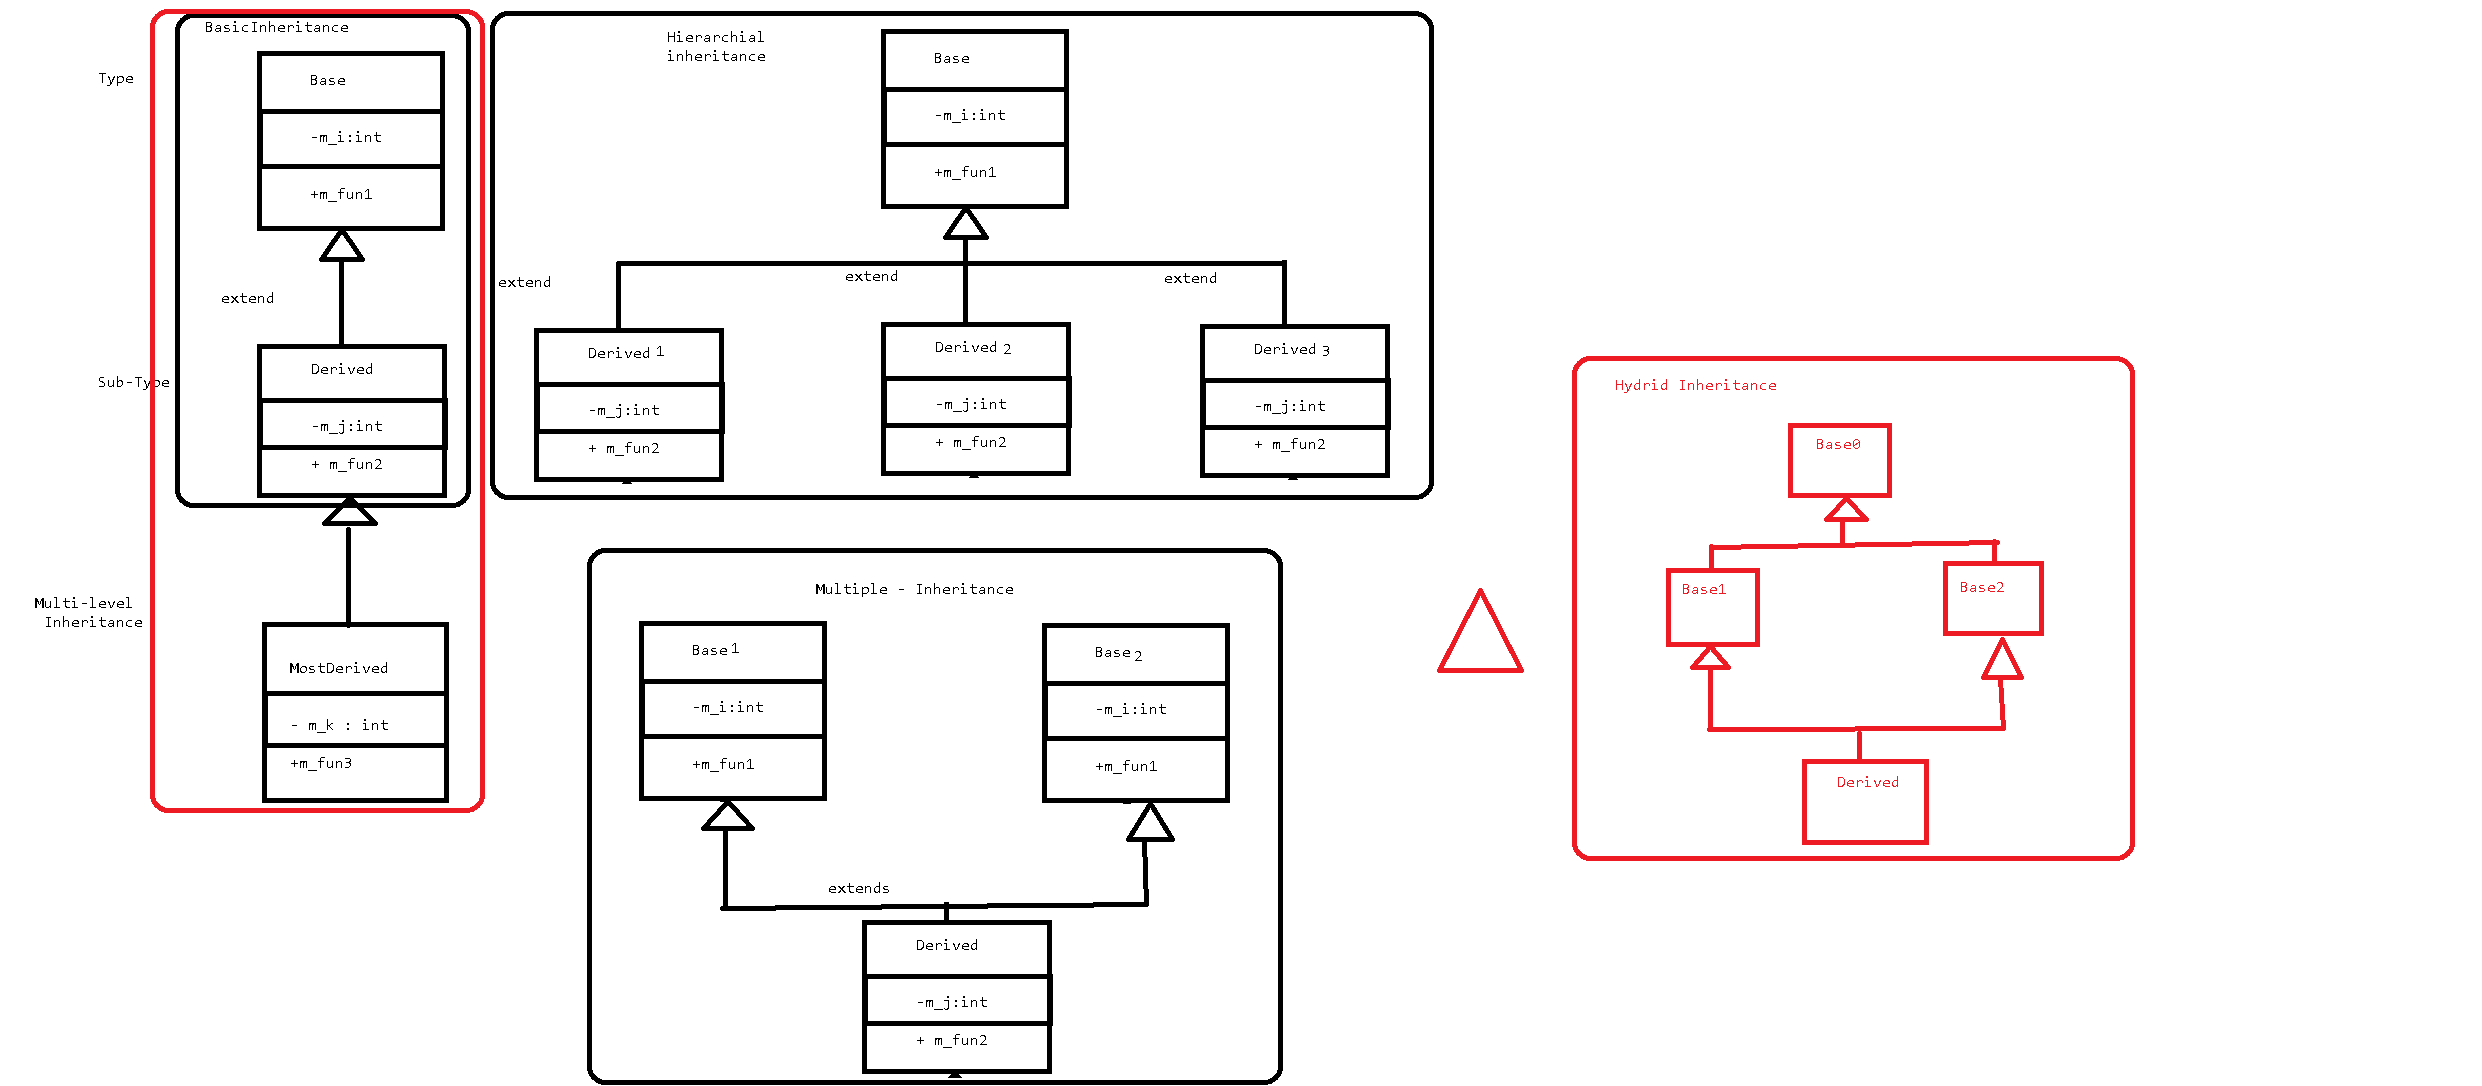 BasicInheritance
Type
Base
-m_i:int
+m_fun1
extend
Sub-Type
Derived
-m_j:int
+ m_fun2
Multi-level
Inheritance
MostDerived
- m_k : int
+m_fun3
Hierarchial
inheritance
Base
-m_i:int
+m_fun1
extend
extend
extend
Derived 1
-m_j:int
+ m_fun2
Derived 2
-m_j:int
+ m_fun2
Derived 3
-m_j:int
+ m_fun2
Multiple - Inheritance
Base 1
-m_i:int
+m_fun1
Base 2
-m_i:int
+m_fun1
extends
Derived
-m_j:int
+ m_fun2
Hydrid Inheritance
Base0
Base1
Base2
Derived